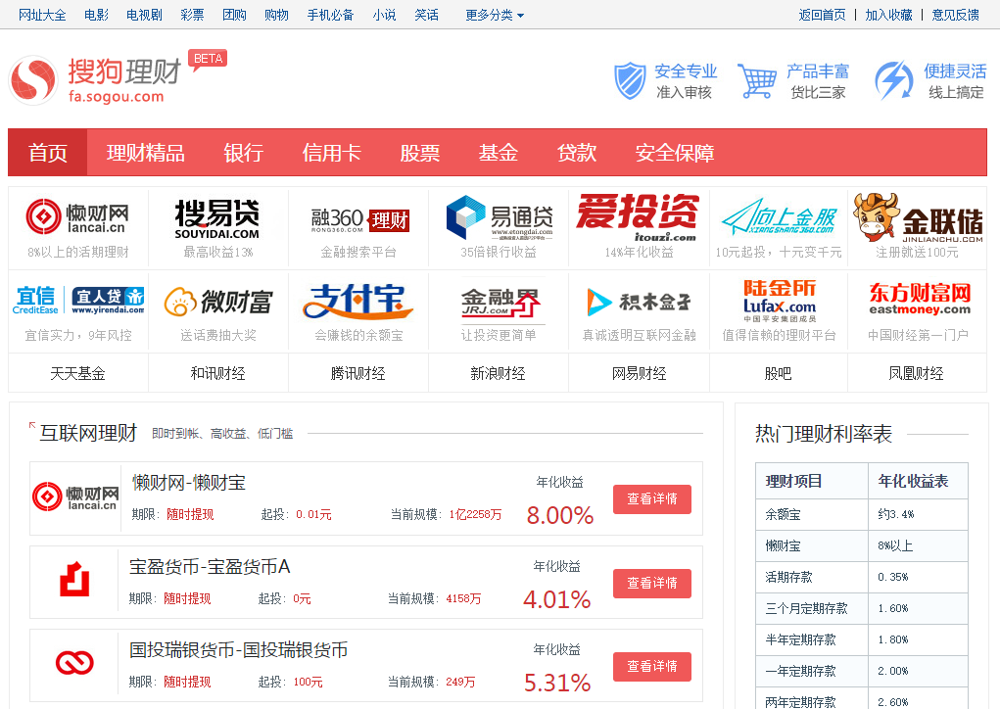 网址大全 电影 电视剧 彩票 团购 购物 手机必备 小说 笑话 更多分类 返回首页 | 加入收藏 | 意见反馈
搜狗理财 BETA
fa.sogou.com
安全专业 产品丰富 便捷灵活
准入审核 货比三家 线上搞定
首页 理财精品 银行 信用卡 股票 基金 贷款 安全保障
懒财网 lancai.cn
搜易贷 SOUYIDAI.COM
融360 理财 RONG360.COM
易通贷 www.etongdai.com
爱投资 itouzi.com
向上金服 XIANGSHANG360.COM
金联储 JINLIANCHU.COM
8%以上的活期理财 最高收益13% 金融搜索平台 35倍银行收益 14%年化收益 10元起投，十元变千元 注册就送100元
宜信 CreditEase 宜人贷 www.yirendai.com
微财富
支付宝
金融界 JRJ.COM
积木盒子
陆金所 Lufax.com 中国平安集团成员
东方财富网 eastmoney.com
宜信实力，9年风控 送话费抽大奖 会赚钱的余额宝 让投资更简单 真诚透明互联网金融 值得信赖的理财平台 中国财经第一门户
天天基金 和讯财经 腾讯财经 新浪财经 网易财经 股吧 凤凰财经
互联网理财 即时到帐、高收益、低门槛
懒财网 lancai.cn
懒财网-懒财宝
年化收益
期限：随时提现 起投：0.01元 当前规模：1亿2258万
8.00%
查看详情
宝盈货币-宝盈货币A
年化收益
期限：随时提现 起投：0元 当前规模：4158万
4.01%
查看详情
国投瑞银货币-国投瑞银货币
年化收益
期限：随时提现 起投：100元 当前规模：249万
5.31%
查看详情
热门理财利率表
理财项目 年化收益表
余额宝 约3.4%
懒财宝 8%以上
活期存款 0.35%
三个月定期存款 1.60%
半年定期存款 1.80%
一年定期存款 2.00%
两年定期存款 2.60%